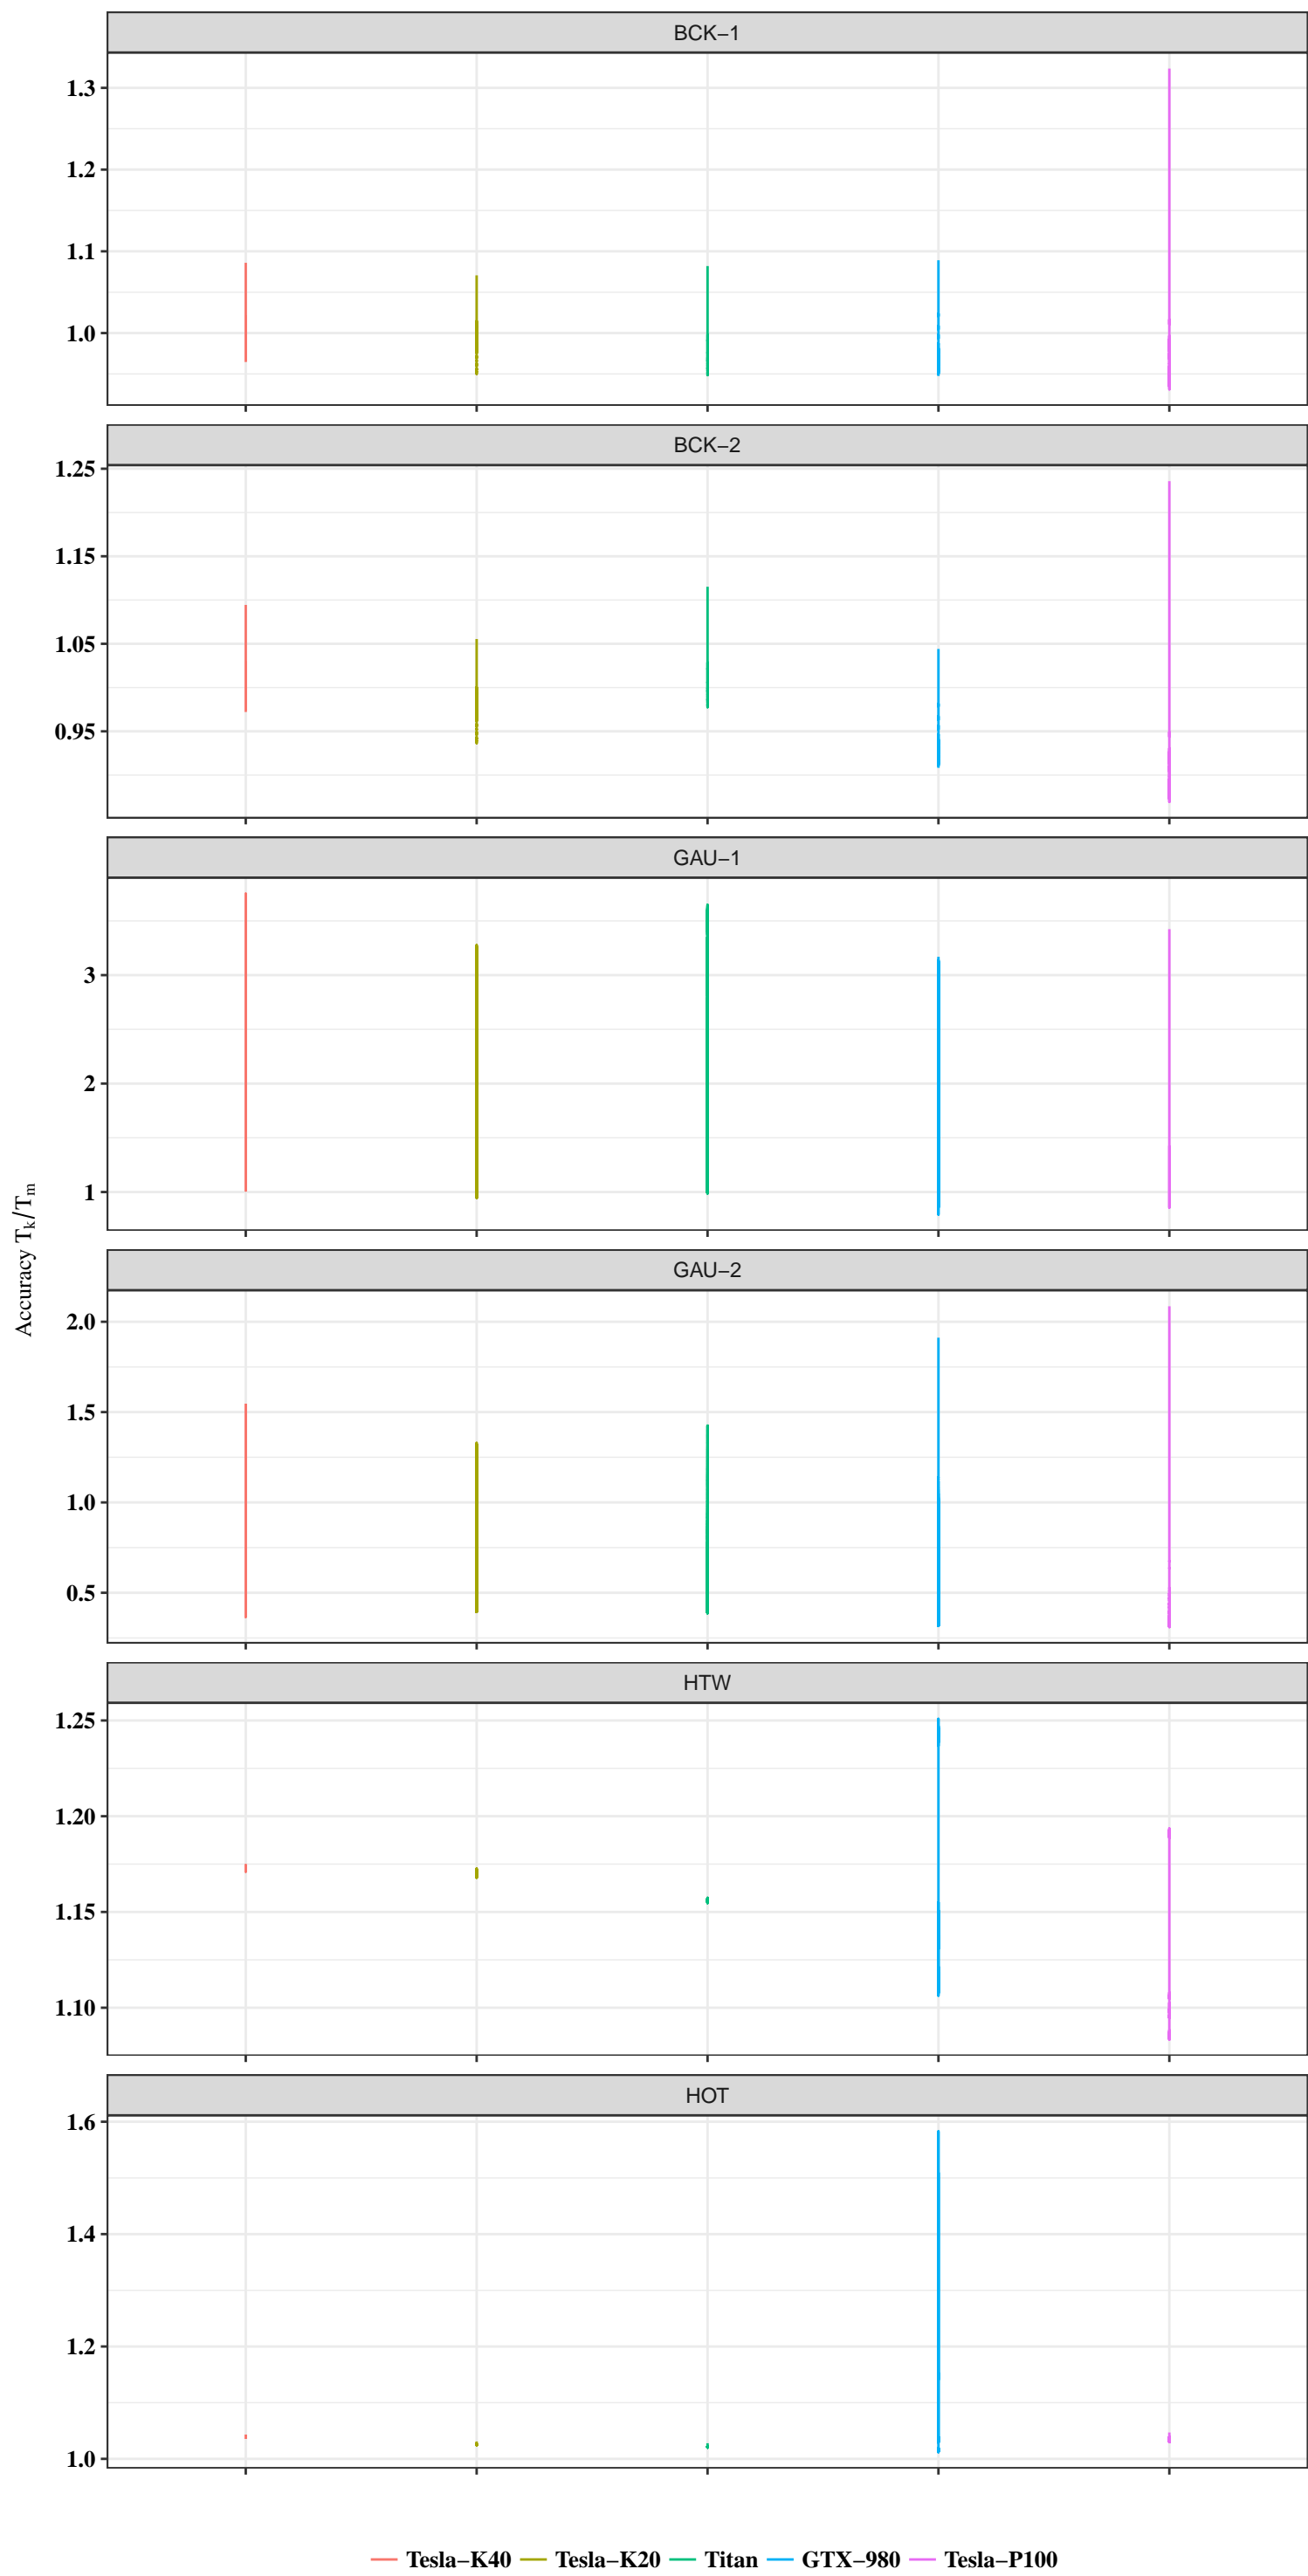 BCK−1
1.3
1.2
1.1
1.0
BCK−2
1.25
1.15
1.05
0.95
GAU−1
3
2
1
Accuracy Tk/Tm
GAU−2
2.0
1.5
1.0
0.5
HTW
1.25
1.20
1.15
1.10
HOT
1.6
1.4
1.2
1.0
Tesla−K40 Tesla−K20 Titan GTX−980 Tesla−P100